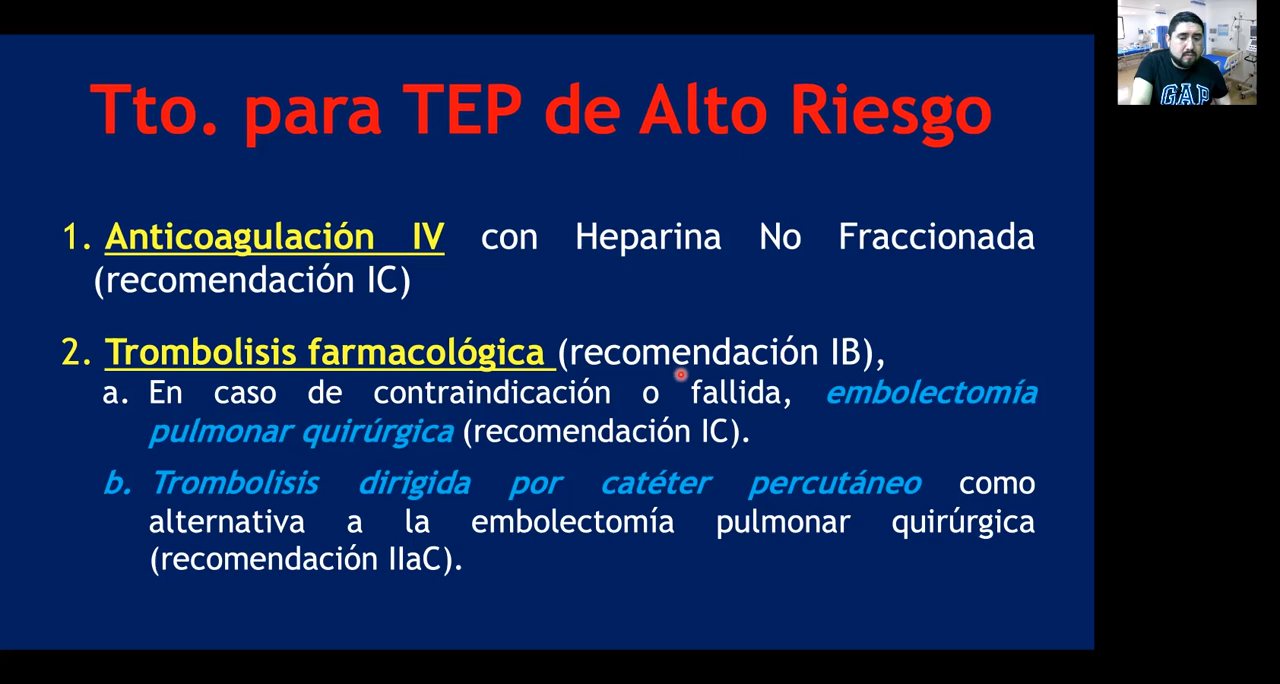 Tto. para TEP de Alto Riesgo
1. Anticoagulación IV con Heparina No Fraccionada
(recomendación IC)
2. Trombolisis farmacológica (recomendación IB),
a. En caso de contraindicación o fallida, embolectomía
pulmonar quirúrgica (recomendación IC).
b. Trombolisis dirigida por catéter percutáneo como
alternativa a la embolectomía pulmonar quirúrgica
(recomendación IIaC).
GAP